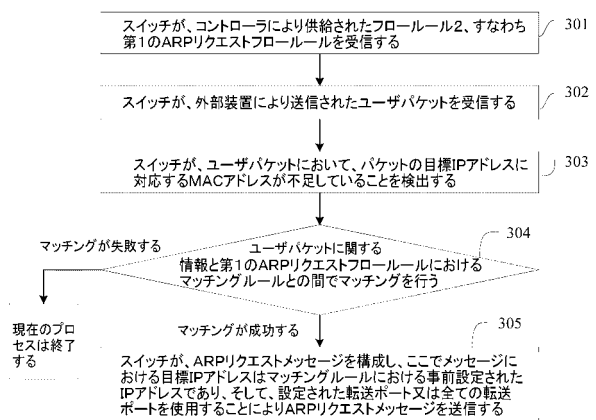 スイッチが、コントローラにより供給されたフロールール2、すなわち
第1のARPリクエストフロールールを受信する
301
スイッチが、外部装置により送信されたユーザパケットを受信する
302
スイッチが、ユーザパケットにおいて、パケットの目標IPアドレスに
対応するMACアドレスが不足していることを検出する
303
マッチングが失敗する
ユーザパケットに関する
情報と第1のARPリクエストフロールールにおける
マッチングルールとの間でマッチングを行う
304
現在のプロ
セスは終了
する
マッチングが成功する
305
スイッチが、ARPリクエストメッセージを構成し、ここでメッセージに
おける目標IPアドレスはマッチングルールにおける事前設定された
IPアドレスであり、そして、設定された転送ポート又は全ての転送
ポートを使用することによりARPリクエストメッセージを送信する